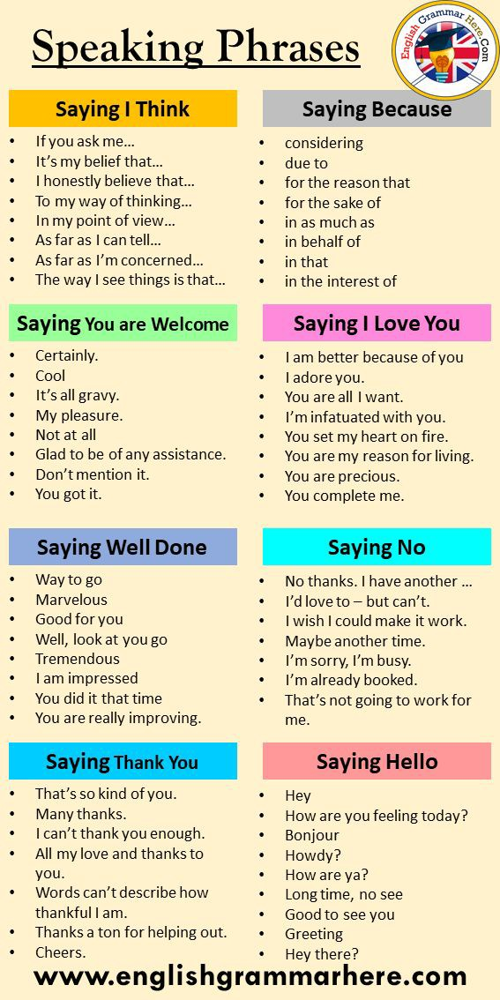 Speaking Phrases
English Grammar Here.Com
Saying I Think
• If you ask me…
• It's my belief that…
• I honestly believe that…
• To my way of thinking…
• In my point of view…
• As far as I can tell…
• As far as I'm concerned…
• The way I see things is that…
Saying Because
• considering
• due to
• for the reason that
• for the sake of
• in as much as
• in behalf of
• in that
• in the interest of
Saying You are Welcome
• Certainly.
• Cool
• It's all gravy.
• My pleasure.
• Not at all
• Glad to be of any assistance.
• Don't mention it.
• You got it.
Saying I Love You
• I am better because of you
• I adore you.
• You are all I want.
• I'm infatuated with you.
• You set my heart on fire.
• You are my reason for living.
• You are precious.
• You complete me.
Saying Well Done
• Way to go
• Marvelous
• Good for you
• Well, look at you go
• Tremendous
• I am impressed
• You did it that time
• You are really improving.
Saying No
• No thanks. I have another …
• I'd love to – but can't.
• I wish I could make it work.
• Maybe another time.
• I'm sorry, I'm busy.
• I'm already booked.
• That's not going to work for
me.
Saying Thank You
• That's so kind of you.
• Many thanks.
• I can't thank you enough.
• All my love and thanks to
you.
• Words can't describe how
thankful I am.
• Thanks a ton for helping out.
• Cheers.
Saying Hello
• Hey
• How are you feeling today?
• Bonjour
• Howdy?
• How are ya?
• Long time, no see
• Good to see you
• Greeting
• Hey there?
www.englishgrammarhere.com